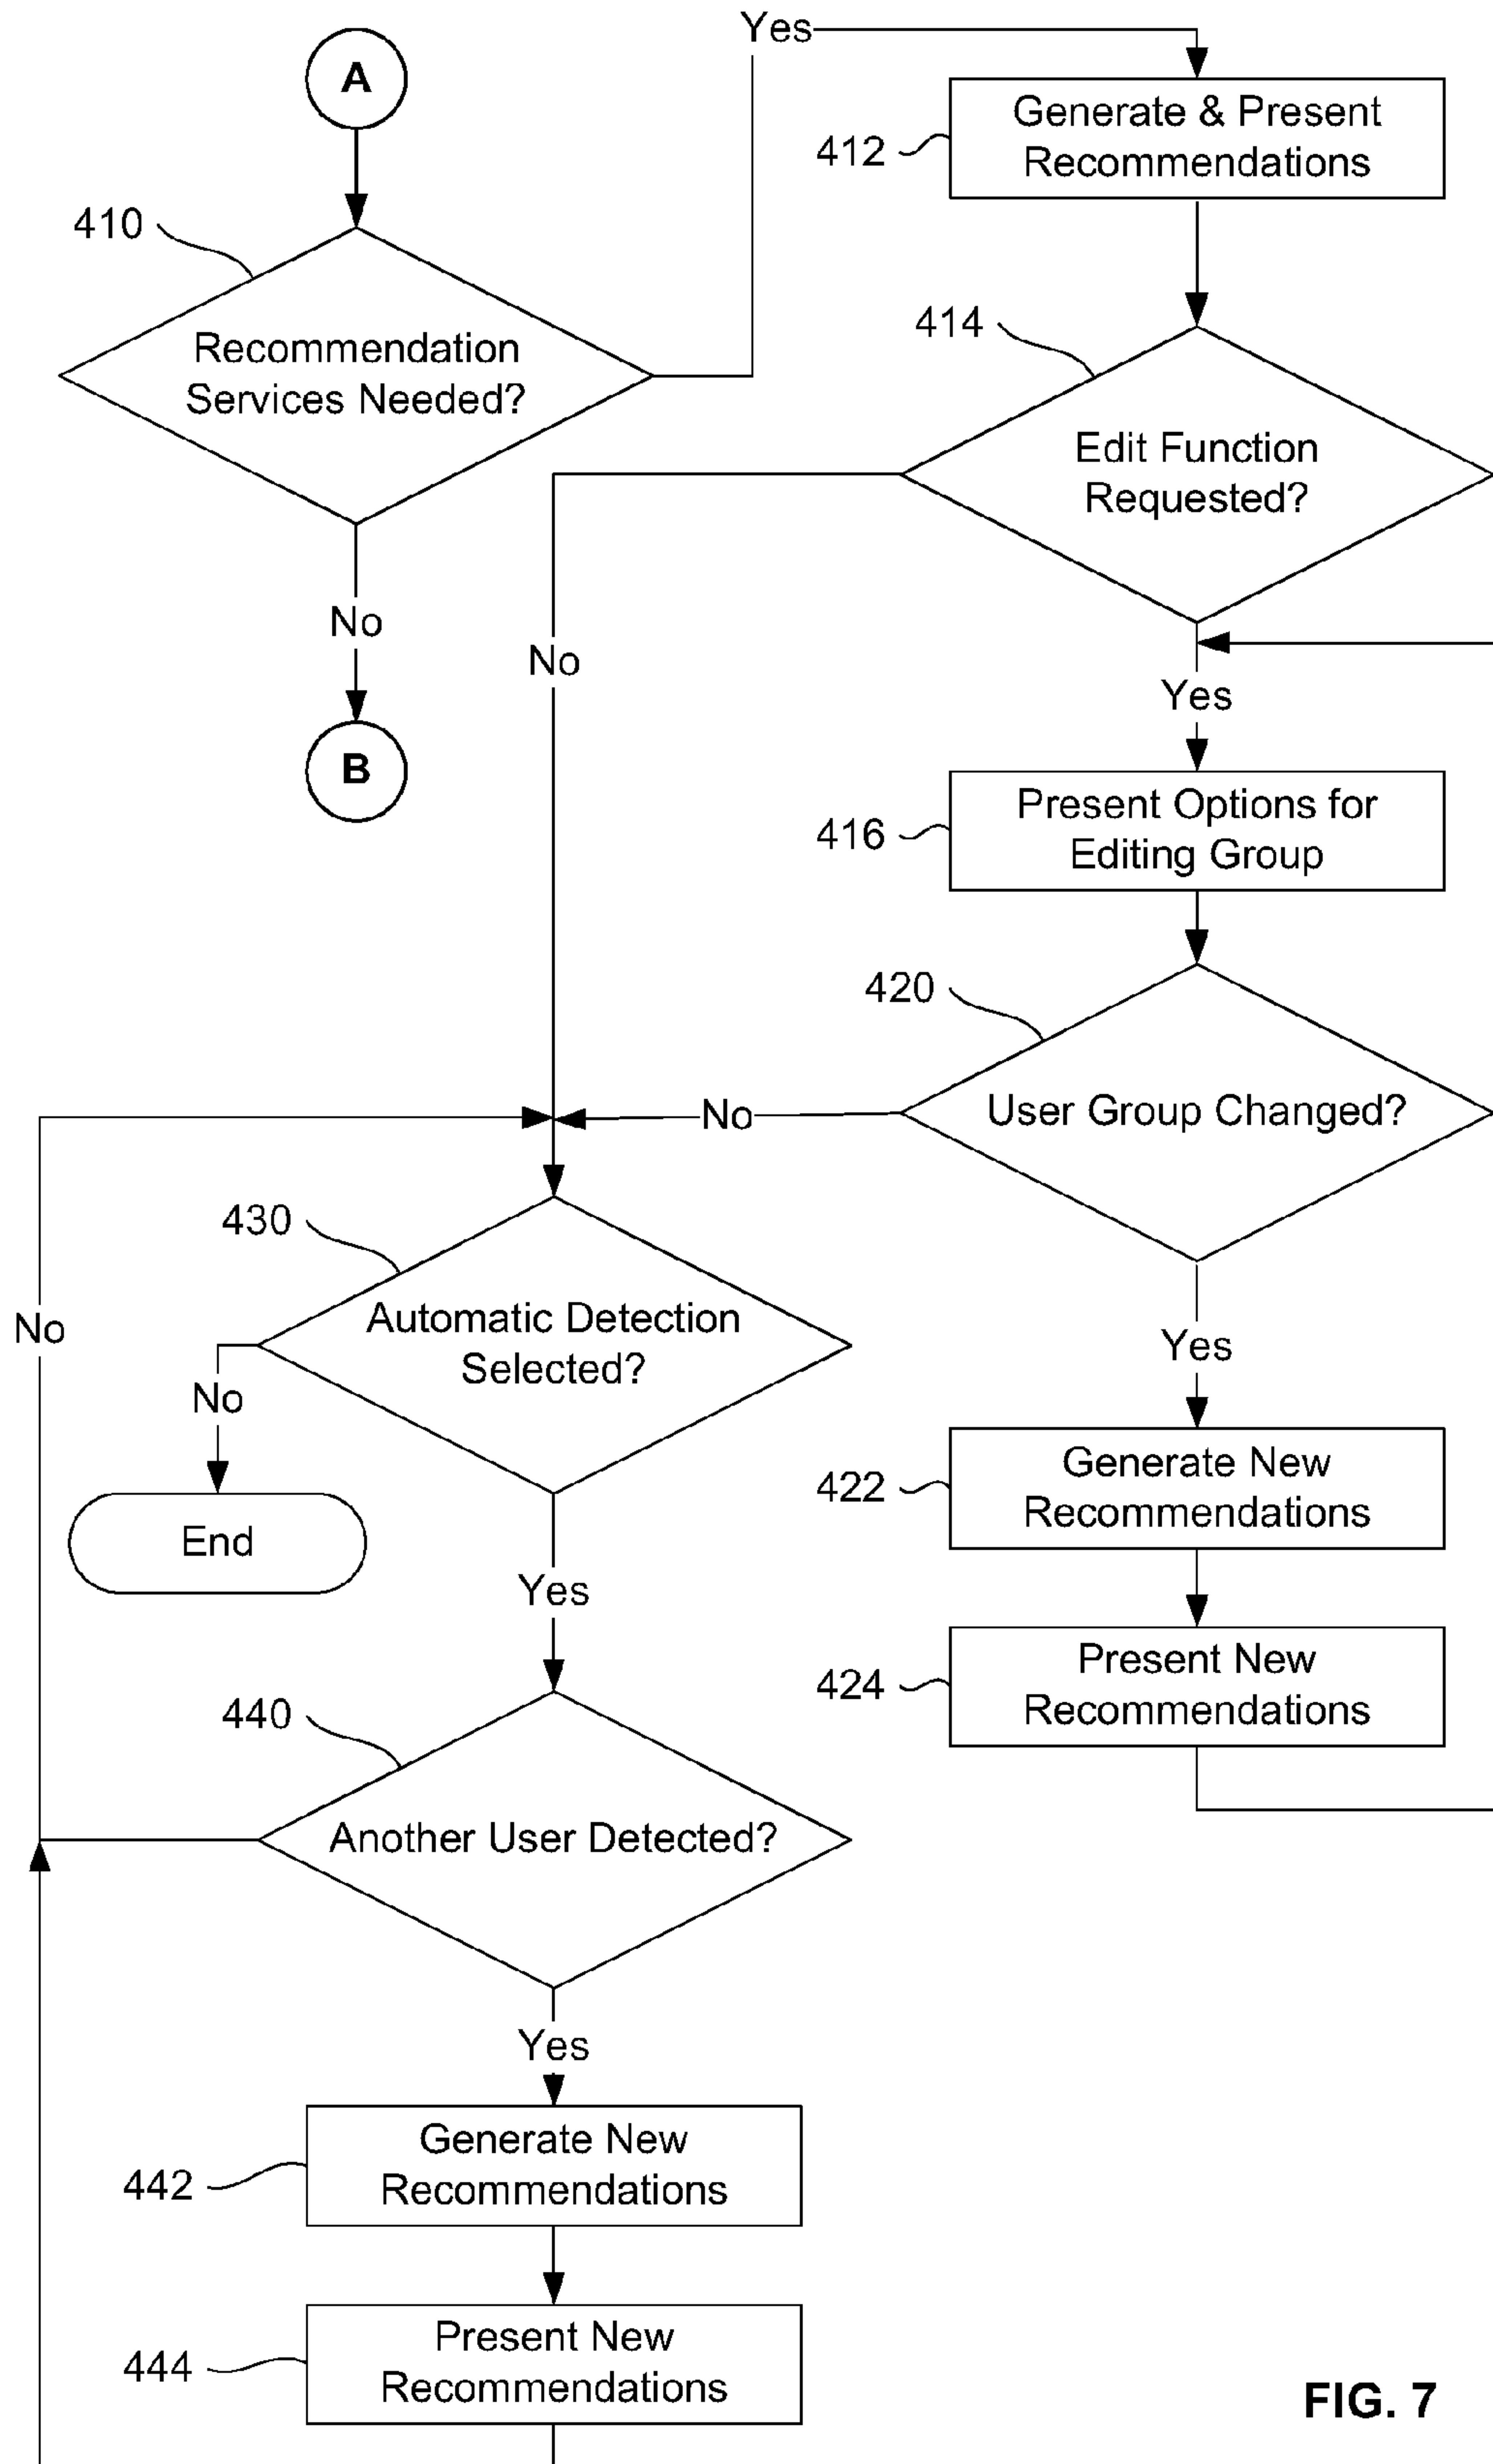 A
Yes
Generate & Present
Recommendations
412
410
Recommendation
Services Needed?
414
Edit Function
Requested?
No
No
Yes
B
416
Present Options for
Editing Group
420
User Group Changed?
No
430
Automatic Detection
Selected?
No
Yes
No
End
422
Generate New
Recommendations
Yes
424
Present New
Recommendations
440
Another User Detected?
Yes
442
Generate New
Recommendations
444
Present New
Recommendations
FIG. 7